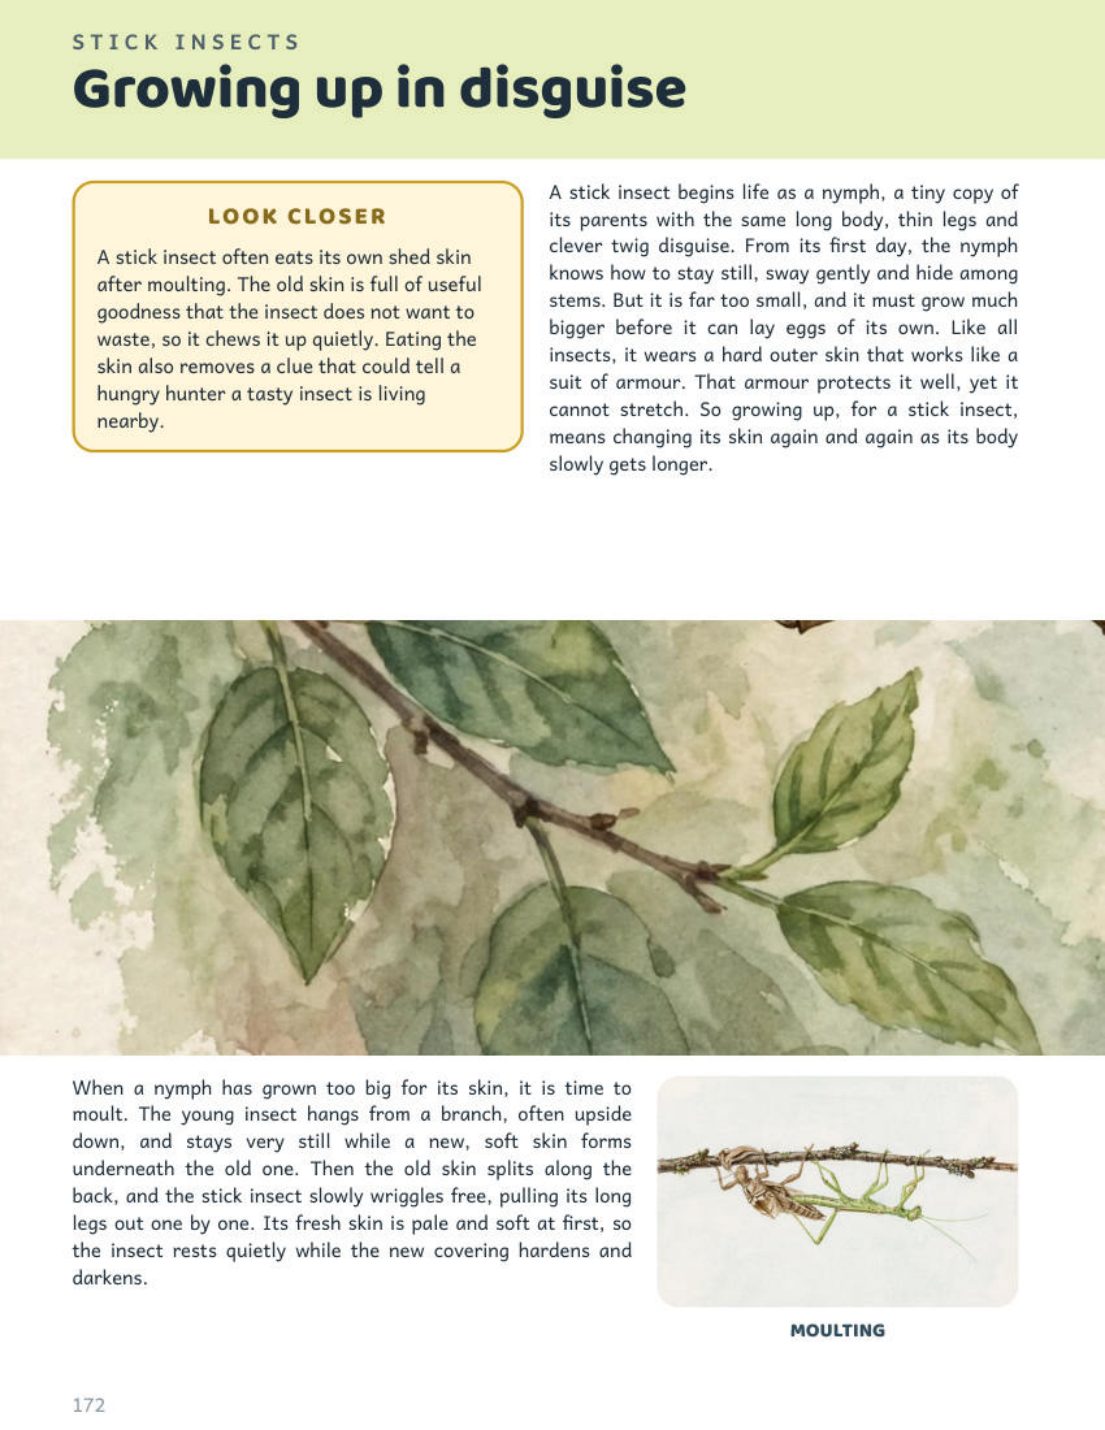 STICK INSECTS
Growing up in disguise
LOOK CLOSER
A stick insect often eats its own shed skin
after moulting. The old skin is full of useful
goodness that the insect does not want to
waste, so it chews it up quietly. Eating the
skin also removes a clue that could tell a
hungry hunter a tasty insect is living
nearby.
A stick insect begins life as a nymph, a tiny copy of
its parents with the same long body, thin legs and
clever twig disguise. From its first day, the nymph
knows how to stay still, sway gently and hide among
stems. But it is far too small, and it must grow much
bigger before it can lay eggs of its own. Like all
insects, it wears a hard outer skin that works like a
suit of armour. That armour protects it well, yet it
cannot stretch. So growing up, for a stick insect,
means changing its skin again and again as its body
slowly gets longer.
When a nymph has grown too big for its skin, it is time to
moult. The young insect hangs from a branch, often upside
down, and stays very still while a new, soft skin forms
underneath the old one. Then the old skin splits along the
back, and the stick insect slowly wriggles free, pulling its long
legs out one by one. Its fresh skin is pale and soft at first, so
the insect rests quietly while the new covering hardens and
darkens.
MOULTING
172